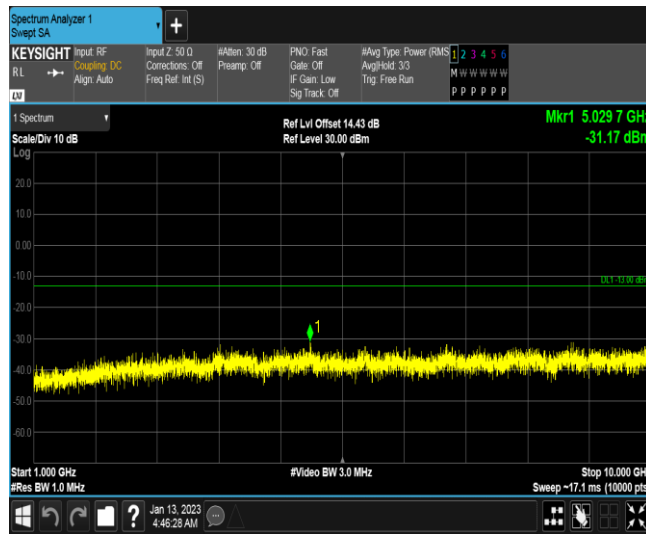 Spectrum Analyzer 1
Swept SA
+
KEYSIGHT
RL
LXI
Input: RF
Coupling: DC
Align: Auto
Input Z: 50 Ω
Corrections: Off
Freq Ref: Int (S)
#Atten: 30 dB
Preamp: Off
PNO: Fast
Gate: Off
IF Gain: Low
Sig Track: Off
#Avg Type: Power (RMS
Avg|Hold: 3/3
Trig: Free Run
1 2 3 4 5 6
M W W W W W
P P P P P P
1 Spectrum
Scale/Div 10 dB
Log
Ref Lvl Offset 14.43 dB
Ref Level 30.00 dBm
Mkr1 5.029 7 GHz
-31.17 dBm
20.0
10.0
0.00
-10.0
DL1 -13.00 dBm
-20.0
-30.0
1
-40.0
-50.0
-60.0
Start 1.000 GHz
#Res BW 1.0 MHz
#Video BW 3.0 MHz
Stop 10.000 GH
Sweep ~17.1 ms (10000 pts
?
Jan 13, 2023
4:46:28 AM